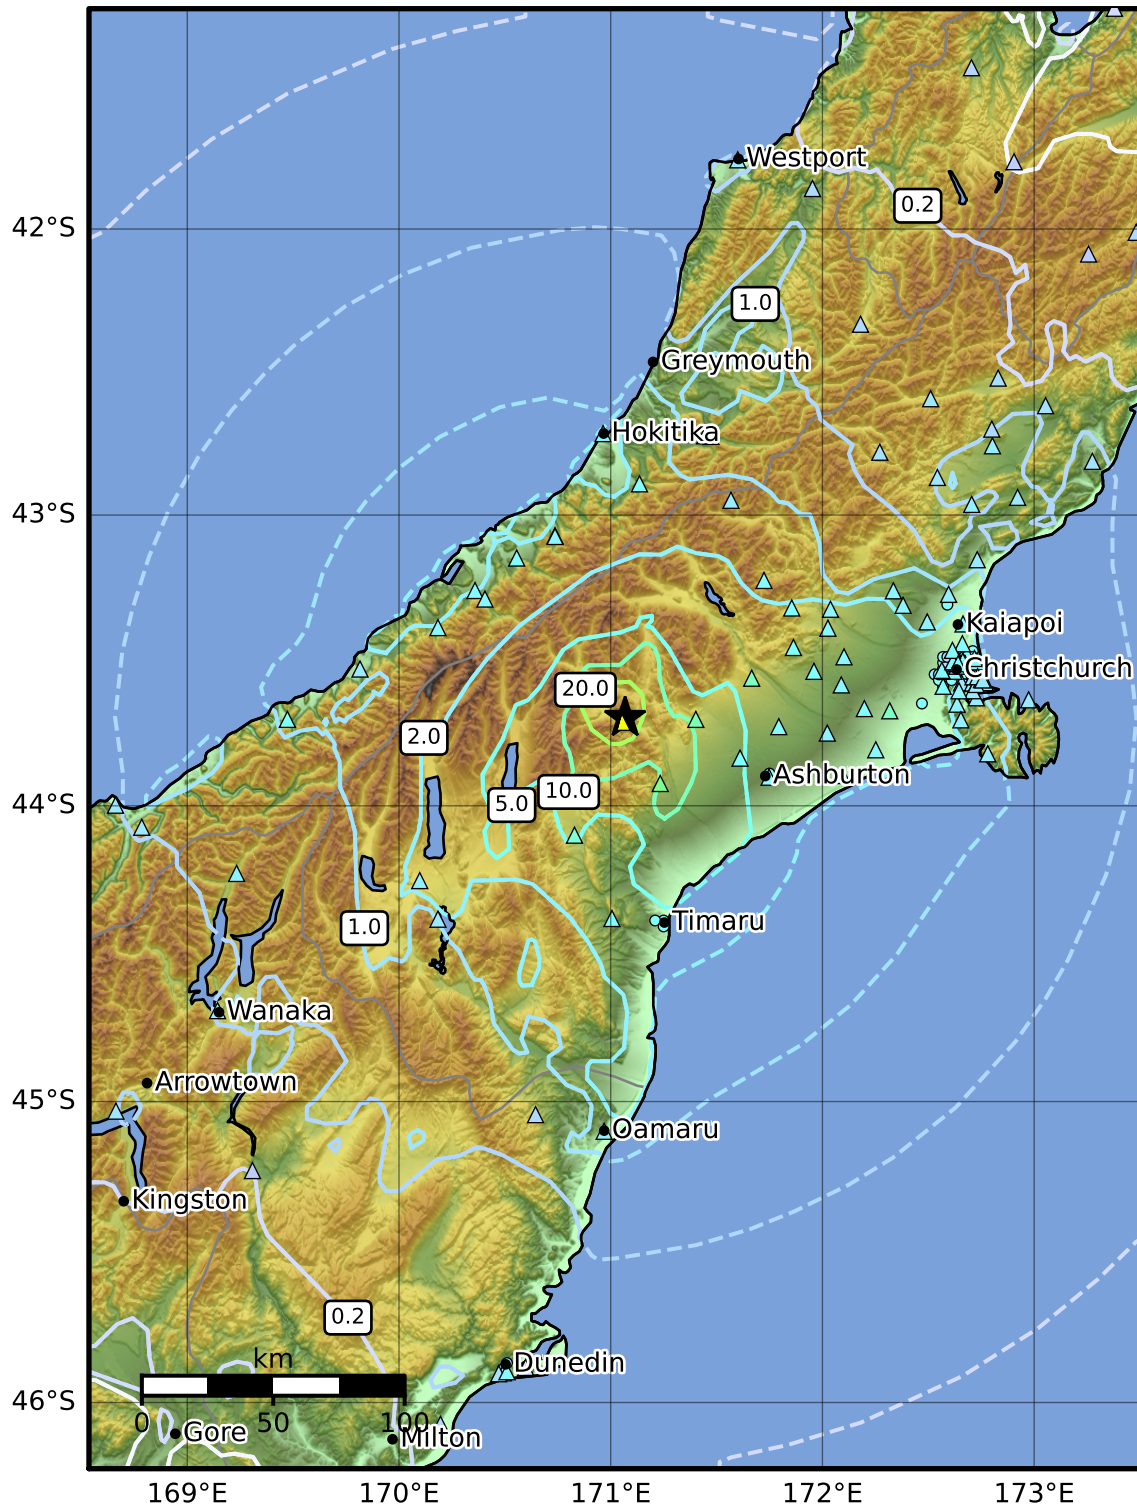 Westport
0.2
42°S
1.0
Greymouth
Hokitika
43°S
Kaiapoi
Christchurch
20.0
2.0
Ashburton
10.0
5.0
44°S
Timaru
1.0
Wanaka
Arrowtown
45°S
Oamaru
Kingston
0.2
km
Dunedin
46°S
0 50 100
Gore
Milton
169°E 170°E 171°E 172°E 173°E